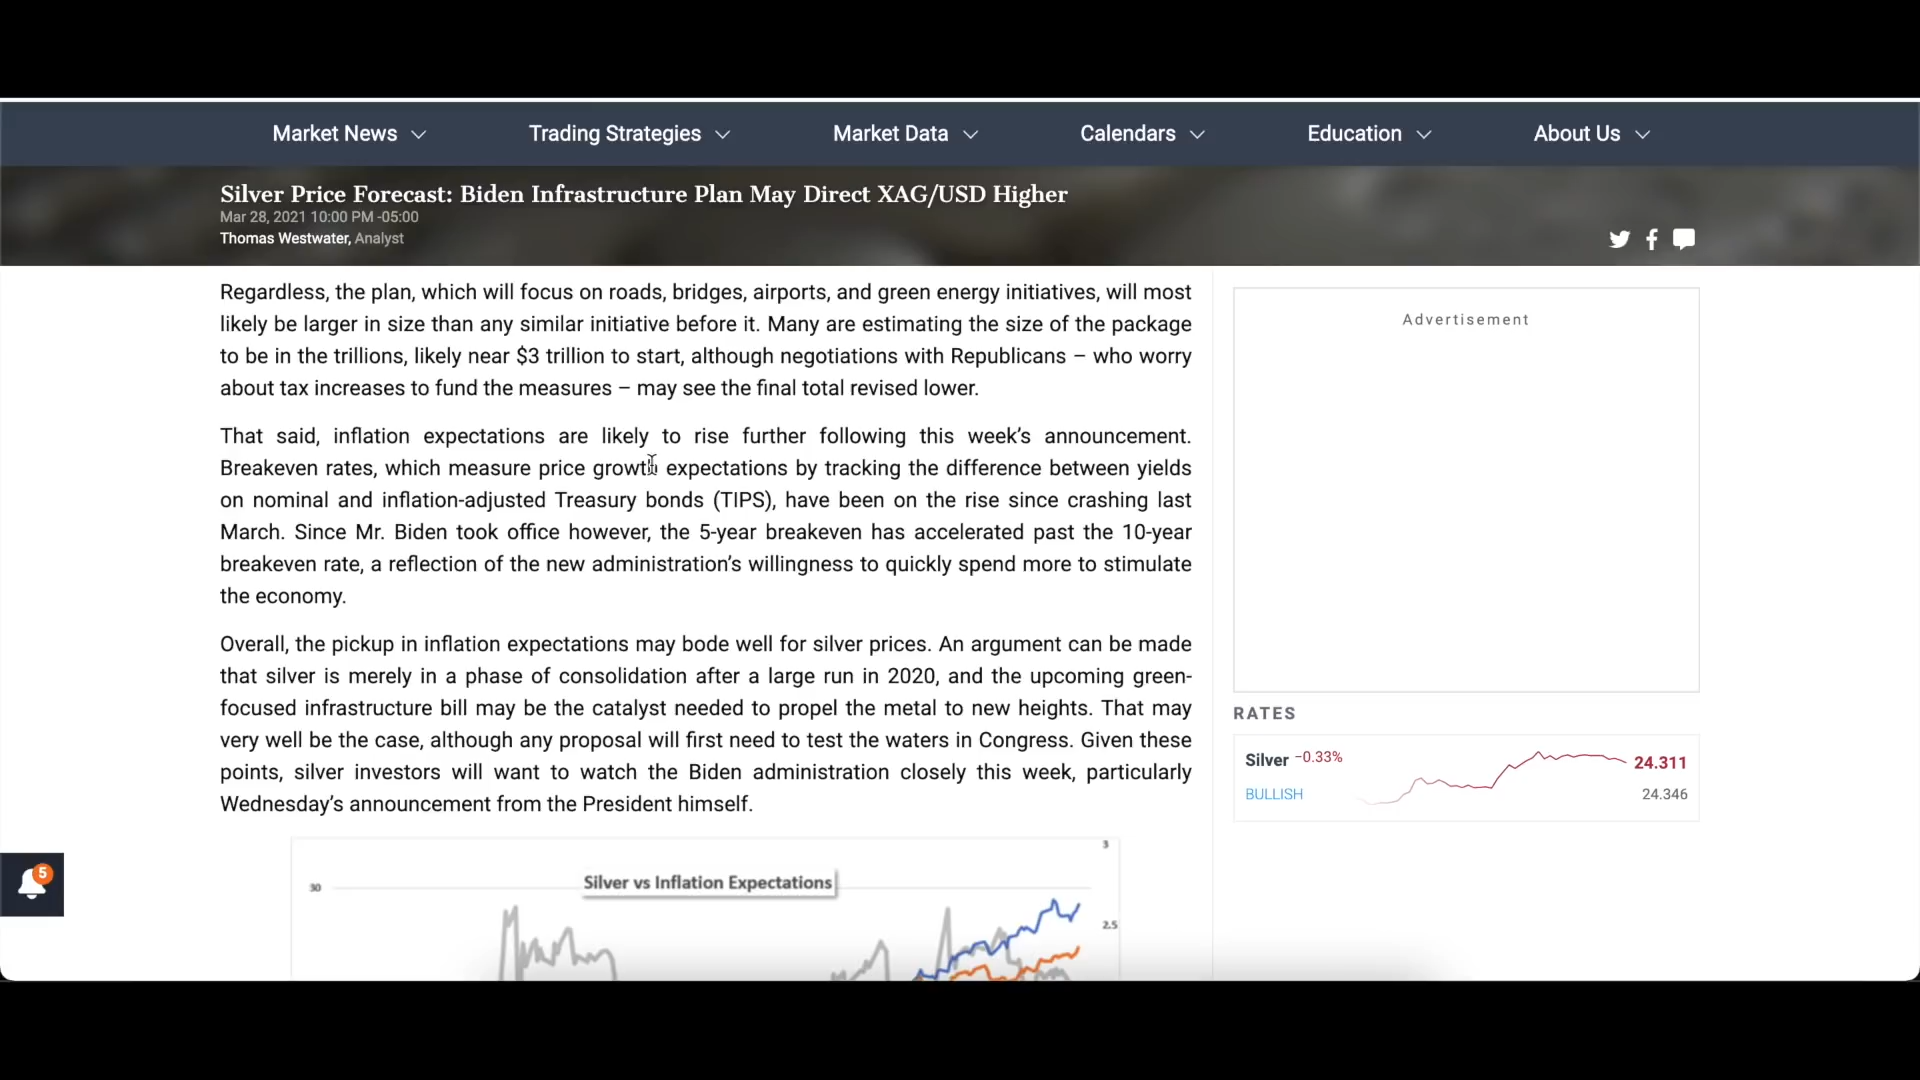 Market News Trading Strategies Market Data Calendars Education About Us
Silver Price Forecast: Biden Infrastructure Plan May Direct XAG/USD Higher
Mar 28, 2021 10:00 PM -05:00
Thomas Westwater, Analyst
Regardless, the plan, which will focus on roads, bridges, airports, and green energy initiatives, will most
likely be larger in size than any similar initiative before it. Many are estimating the size of the package
to be in the trillions, likely near $3 trillion to start, although negotiations with Republicans – who worry
about tax increases to fund the measures – may see the final total revised lower.
That said, inflation expectations are likely to rise further following this week’s announcement.
Breakeven rates, which measure price growth expectations by tracking the difference between yields
on nominal and inflation-adjusted Treasury bonds (TIPS), have been on the rise since crashing last
March. Since Mr. Biden took office however, the 5-year breakeven has accelerated past the 10-year
breakeven rate, a reflection of the new administration’s willingness to quickly spend more to stimulate
the economy.
Overall, the pickup in inflation expectations may bode well for silver prices. An argument can be made
that silver is merely in a phase of consolidation after a large run in 2020, and the upcoming green-
focused infrastructure bill may be the catalyst needed to propel the metal to new heights. That may
very well be the case, although any proposal will first need to test the waters in Congress. Given these
points, silver investors will want to watch the Biden administration closely this week, particularly
Wednesday’s announcement from the President himself.
Silver vs Inflation Expectations
30
3
2.5
Advertisement
RATES
Silver -0.33% 24.311
BULLISH 24.346
5